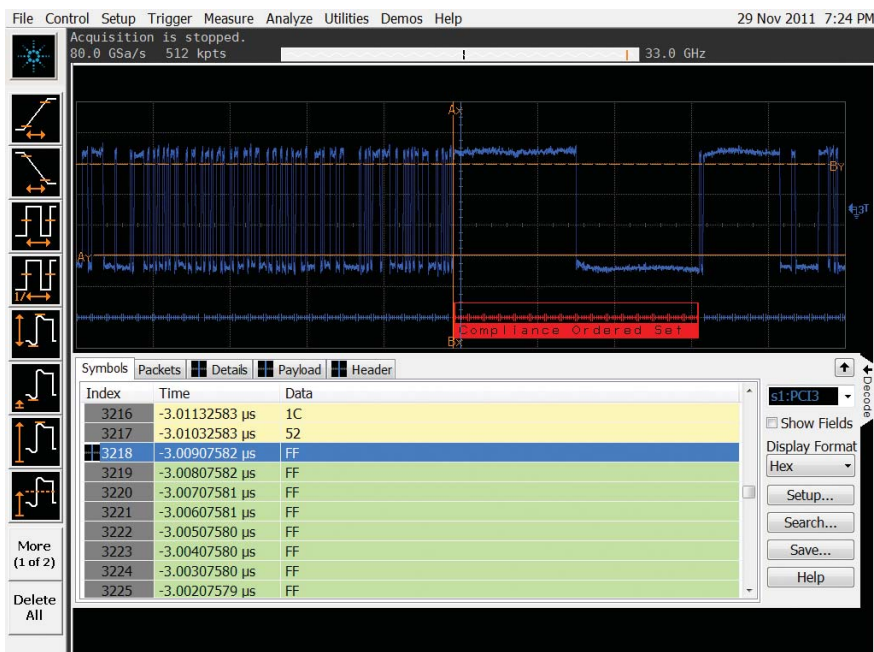 File Control Setup Trigger Measure Analyze Utilities Demos Help 29 Nov 2011 7:24 PM
Acquisition is stopped.
80.0 GSa/s 512 kpts 33.0 GHz
Ax
By
13T
Ay
1/4
Compliance Ordered Set
Bx
Symbols Packets Details Payload Header
Decode
Index Time Data
s1:PCI3
3216 -3.01132583 µs 1C
Show Fields
3217 -3.01032583 µs 52
Display Format
3218 -3.00907582 µs FF
Hex
3219 -3.00807582 µs FF
3220 -3.00707581 µs FF
Setup...
3221 -3.00607581 µs FF
Search...
3222 -3.00507580 µs FF
More
(1 of 2)
3223 -3.00407580 µs FF
Save...
3224 -3.00307580 µs FF
Help
3225 -3.00207579 µs FF
Delete
All